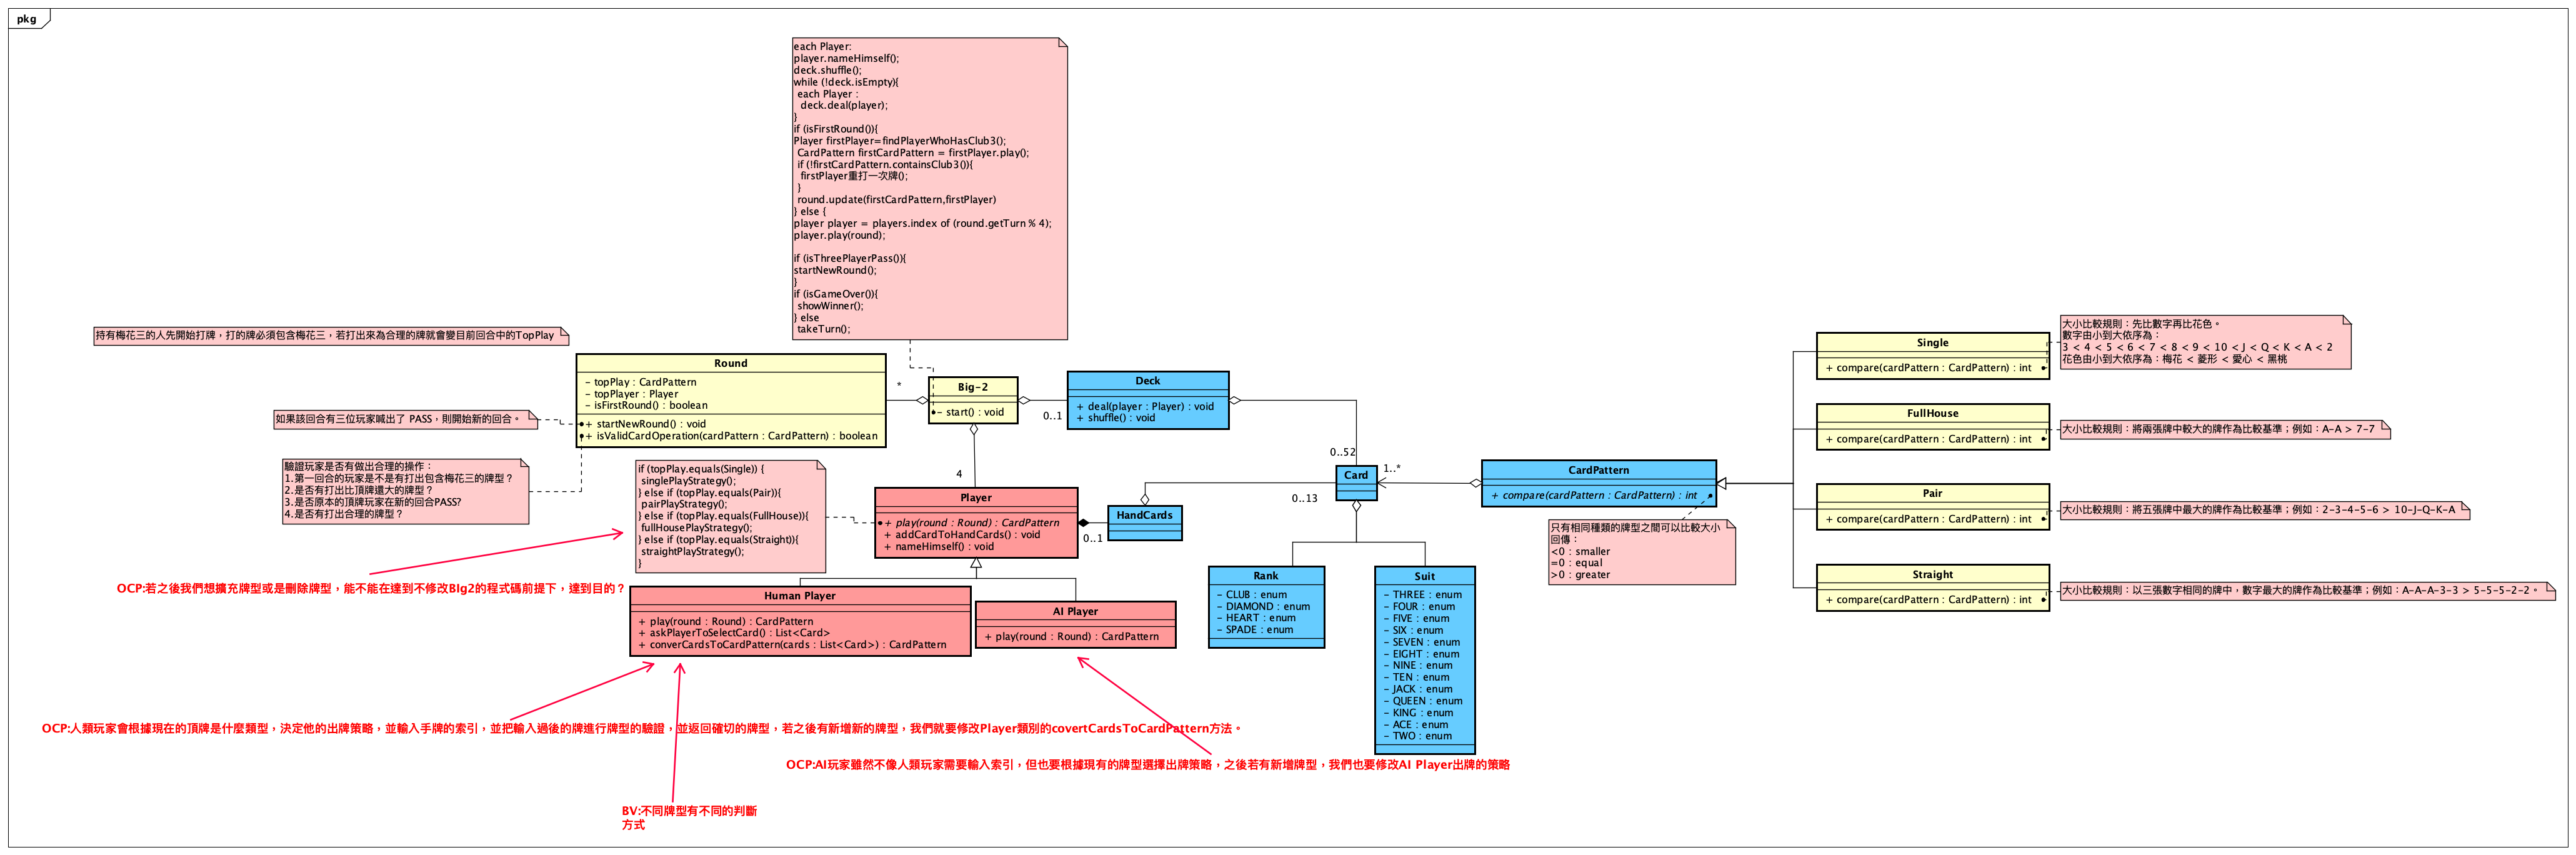 pkg
each Player:
player.nameHimself();
deck.shuffle();
while (!deck.isEmpty{
each Player :
deck.deal(player);
}
if (isFirstRound()){
Player firstPlayer=findPlayerWhoHasClub3();
CardPattern firstCardPattern = firstPlayer.play();
if (!firstCardPattern.containsClub3()){
firstPlayer重打一次牌();
}
round.update(firstCardPattern,firstPlayer)
} else {
player player = players.index of (round.getTurn % 4);
player.play(round);
if (isThreePlayerPass()){
startNewRound();
}
if (isGameOver()){
showWinner();
} else
takeTurn();
持有梅花三的人先開始打牌，打的牌必須包含梅花三，若打出來為合理的牌就會變目前回合中的TopPlay
Round
- topPlay : CardPattern
- topPlayer : Player
- isFirstRound() : boolean
+ startNewRound() : void
+ isValidCardOperation(cardPattern : CardPattern) : boolean
如果該回合有三位玩家喊出了 PASS，則開始新的回合。
驗證玩家是否有做出合理的操作：
1.第一回合的玩家是不是有打出包含梅花三的牌型？
2.是否有打出比頂牌還大的牌型？
3.是否原本的頂牌玩家在新的回合PASS?
4.是否有打出合理的牌型？
*
Big-2
- start() : void
0..1
Deck
+ deal(player : Player) : void
+ shuffle() : void
0..52
4
if (topPlay.equals(Single)) {
singlePlayStrategy();
} else if (topPlay.equals(Pair)){
pairPlayStrategy();
} else if (topPlay.equals(FullHouse)){
fullHousePlayStrategy();
} else if (topPlay.equals(Straight)){
straightPlayStrategy();
}
Player
+ play(round : Round) : CardPattern
+ addCardToHandCards() : void
+ nameHimself() : void
0..1
HandCards
0..13
Card
1..*
CardPattern
+ compare(cardPattern : CardPattern) : int
只有相同種類的牌型之間可以比較大小
回傳：
<0 : smaller
=0 : equal
>0 : greater
Single
+ compare(cardPattern : CardPattern) : int
大小比較規則：先比數字再比花色。
數字由小到大依序為：
3 < 4 < 5 < 6 < 7 < 8 < 9 < 10 < J < Q < K < A < 2
花色由小到大依序為：梅花 < 菱形 < 愛心 < 黑桃
FullHouse
+ compare(cardPattern : CardPattern) : int
大小比較規則：將兩張牌中較大的牌作為比較基準；例如：A-A > 7-7
Pair
+ compare(cardPattern : CardPattern) : int
大小比較規則：將五張牌中最大的牌作為比較基準；例如：2-3-4-5-6 > 10-J-Q-K-A
Straight
+ compare(cardPattern : CardPattern) : int
大小比較規則：以三張數字相同的牌中，數字最大的牌作為比較基準；例如：A-A-A-3-3 > 5-5-5-2-2。
OCP:若之後我們想擴充牌型或是刪除牌型，能不能在達到不修改BIg2的程式碼前提下，達到目的？
Human Player
+ play(round : Round) : CardPattern
+ askPlayerToSelectCard() : List<Card>
+ converCardsToCardPattern(cards : List<Card>) : CardPattern
AI Player
+ play(round : Round) : CardPattern
Rank
- CLUB : enum
- DIAMOND : enum
- HEART : enum
- SPADE : enum
Suit
- THREE : enum
- FOUR : enum
- FIVE : enum
- SIX : enum
- SEVEN : enum
- EIGHT : enum
- NINE : enum
- TEN : enum
- JACK : enum
- QUEEN : enum
- KING : enum
- ACE : enum
- TWO : enum
OCP:人類玩家會根據現在的頂牌是什麼類型，決定他的出牌策略，並輸入手牌的索引，並把輸入過後的牌進行牌型的驗證，並返回確切的牌型，若之後有新增新的牌型，我們就要修改Player類別的covertCardsToCardPattern方法。
OCP:AI玩家雖然不像人類玩家需要輸入索引，但也要根據現有的牌型選擇出牌策略，之後若有新增牌型，我們也要修改AI Player出牌的策略
BV:不同牌型有不同的判斷
方式